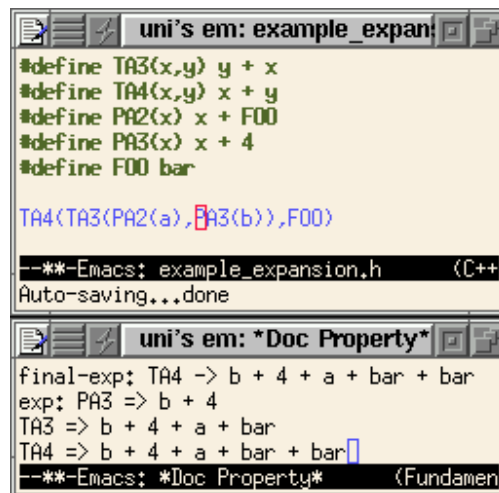 uni's em: example_expan
#define TA3(x,y) y + x
#define TA4(x,y) x + y
#define PA2(x) x + FOO
#define PA3(x) x + 4
#define FOO bar
TA4(TA3(PA2(a),PA3(b)),FOO)
--**-Emacs: example_expansion.h (C++
Auto-saving...done
uni's em: *Doc Property*
final-exp: TA4 -> b + 4 + a + bar + bar
exp: PA3 => b + 4
TA3 => b + 4 + a + bar
TA4 => b + 4 + a + bar + bar
--**-Emacs: *Doc Property* (Fundamen